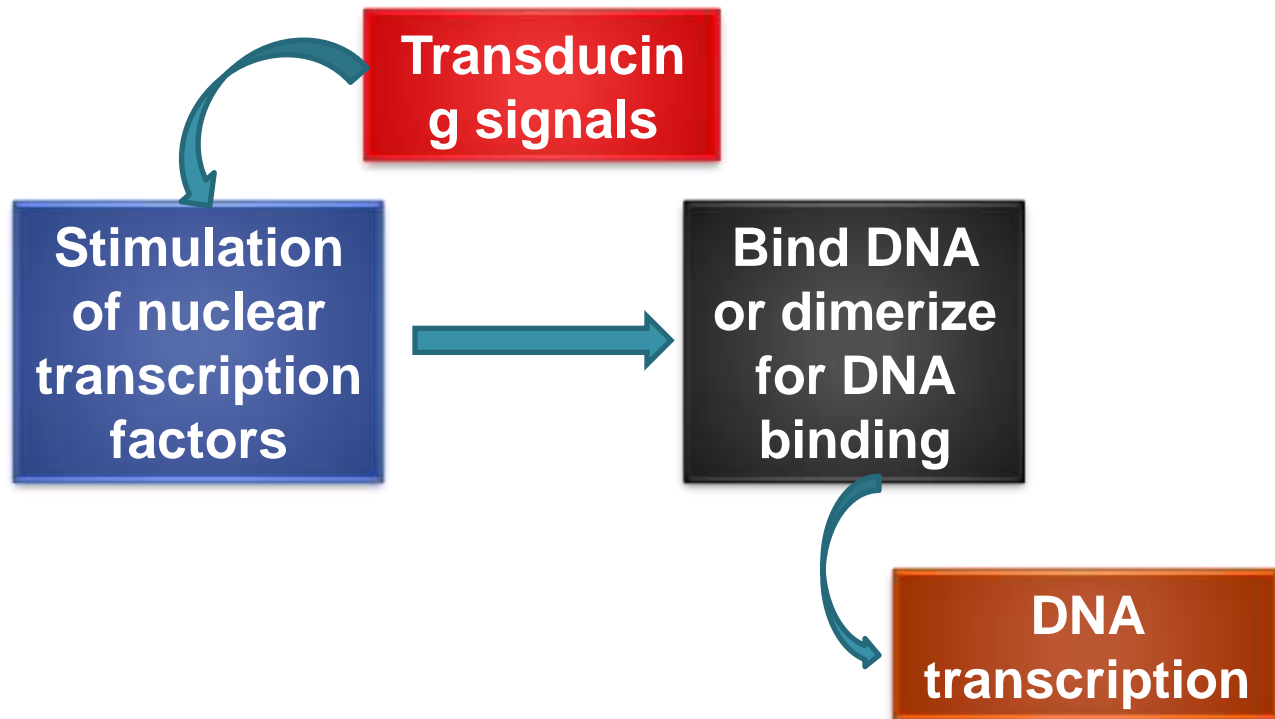 Transducin
g signals
Stimulation
of nuclear
transcription
factors
Bind DNA
or dimerize
for DNA
binding
DNA
transcription